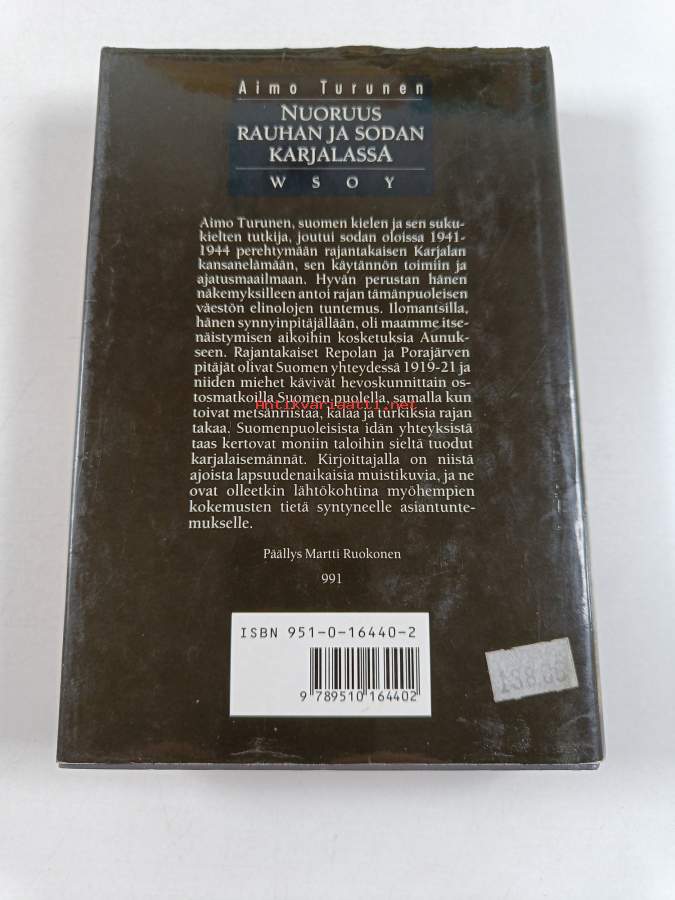 Aimo Turunen
NUORUUS
RAUHAN JA SODAN
KARJALASSA
WSOY
Aimo Turunen, suomen kielen ja sen suku-
kielten tutkija, joutui sodan oloissa 1941-
1944 perehtymään rajantakaisen Karjalan
kansanelämään, sen käytännön toimiin ja
ajatusmaailmaan. Hyvän perustan hänen
näkemyksilleen antoi rajan tämänpuoleisen
väestön elinolojen tuntemus. Ilomantsilla,
hänen synnyinpitäjällään, oli maamme itse-
näistymisen aikoihin kosketuksia Aunuk-
seen. Rajantakaiset Repolan ja Porajärven
pitäjät olivat Suomen yhteydessä 1919-21 ja
niiden miehet kävivät hevoskunnittain os-
tosmatkoilla Suomen puolella, samalla kun
Antikvariaatit.net
toivat metsänriistaa, kalaa ja turkiksia rajan
takaa. Suomenpuoleisista idän yhteyksistä
taas kertovat moniin taloihin sieltä tuodut
karjalaisemännät. Kirjoittajalla on niistä
ajoista lapsuudenaikaisia muistikuvia, ja ne
ovat olleetkin lähtökohtina myöhempien
kokemusten tietä syntyneelle asiantunte-
mukselle.
Päällys Martti Ruokonen
991
ISBN 951-0-16440-2
9 789510 164402